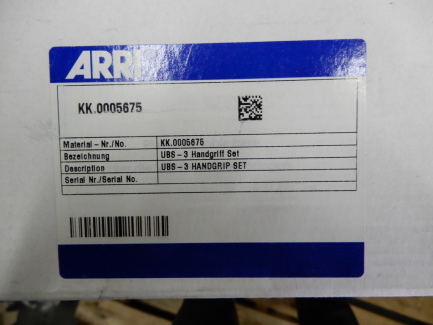 ARRI
KK.0005675
Material - Nr./No. KK.0005675
Bezeichnung UBS - 3 Handgriff Set
Description UBS - 3 HANDGRIP SET
Serial Nr./Serial No.